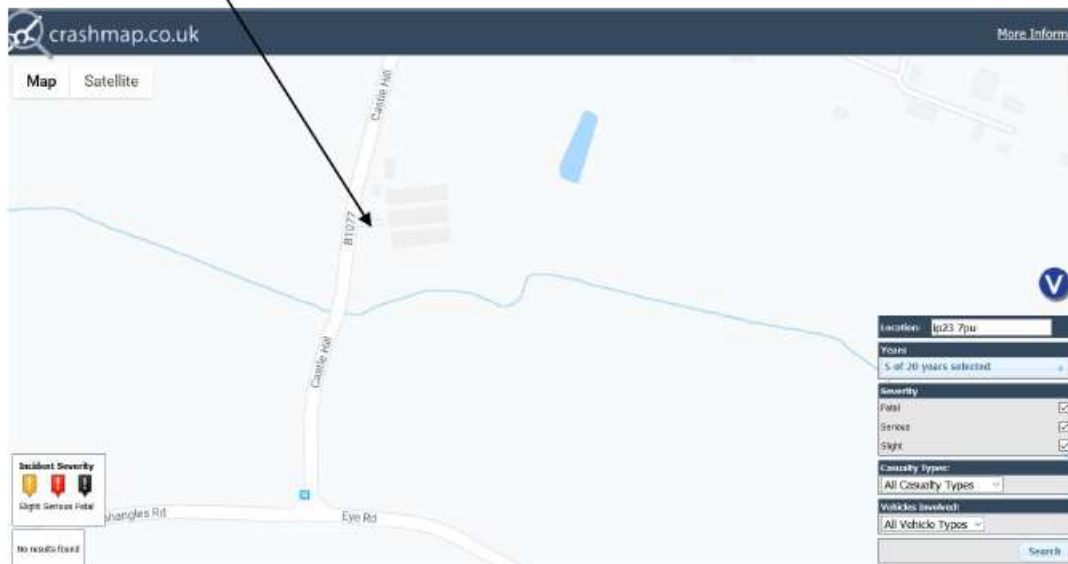 crashmap.co.uk
More Inform
Map Satellite
Castle Hill
B1077
Castle Hill
V
Location: ip23 7pu
Years
5 of 20 years selected
Severity
Fatal
Serious
Slight
Casualty Types:
All Casualty Types
Vehicles Involved:
All Vehicle Types
Search
Incident Severity
Slight Serious Fatal
hangles Rd
Eye Rd
No results found